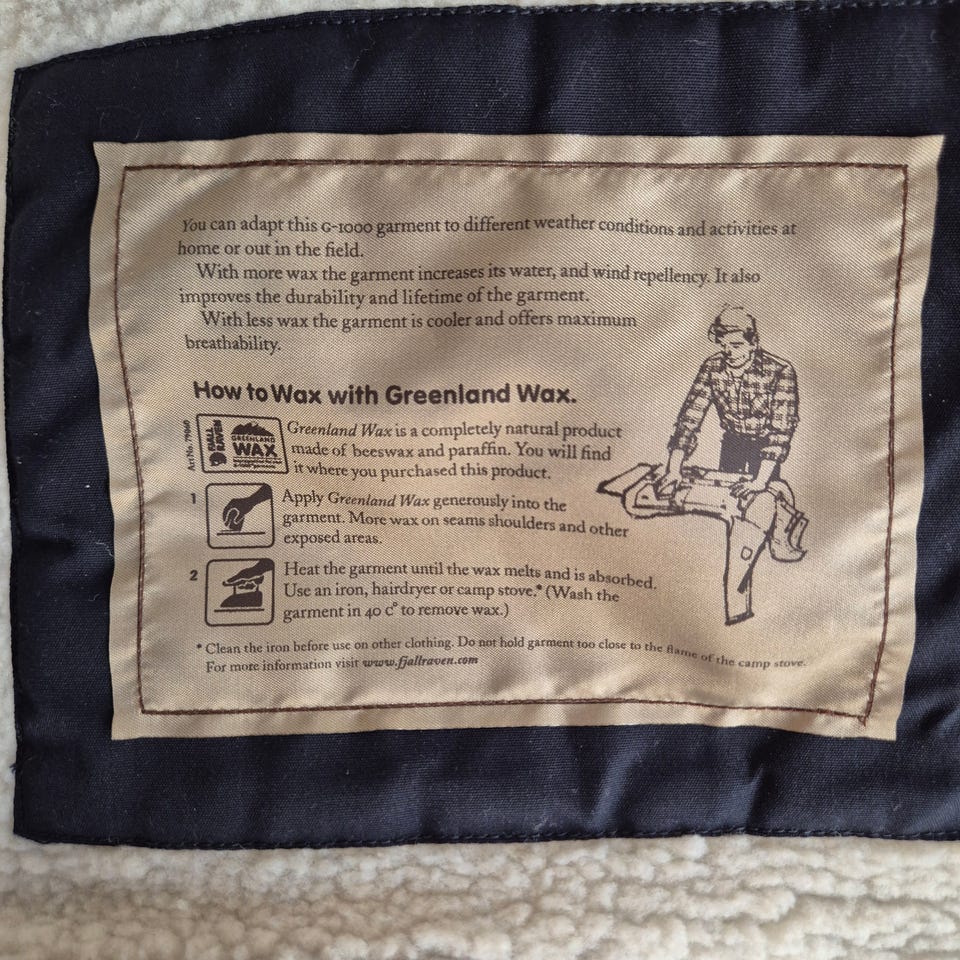 You can adapt this G-1000 garment to different weather conditions and activities at
home or out in the field.
With more wax the garment increases its water, and wind repellency. It also
improves the durability and lifetime of the garment.
With less wax the garment is cooler and offers maximum
breathability.
How to Wax with Greenland Wax.
Art No. 79060
FJALL
RAVEN
GREENLAND
WAX
Greenland Wax is a completely natural product
made of beeswax and paraffin. You will find
it where you purchased this product.
1
Apply Greenland Wax generously into the
garment. More wax on seams shoulders and other
exposed areas.
2
Heat the garment until the wax melts and is absorbed.
Use an iron, hairdryer or camp stove.* (Wash the
garment in 40 c° to remove wax.)
* Clean the iron before use on other clothing. Do not hold garment too close to the flame of the camp stove.
For more information visit www.fjallraven.com